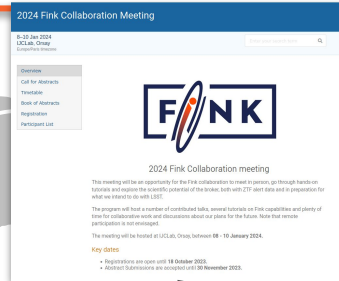 2024 Fink Collaboration Meeting
8–10 Jan 2024
IJCLab, Orsay
Europe/Paris timezone
Enter your search term
Overview
Call for Abstracts
Timetable
Book of Abstracts
Registration
Participant List
FINK
2024 Fink Collaboration meeting
This meeting will be an opportunity for the Fink collaboration to meet in person, go through hands-on
tutorials and explore the scientific potential of the broker, both with ZTF alert data and in preparation for
what we intend to do with LSST.
The program will host a number of contributed talks, several tutorials on Fink capabilities and plenty of
time for collaborative work and discussions about our plans for the future. Note that remote
participation is not envisaged.
The meeting will be hosted at IJCLab, Orsay, between 08 - 10 January 2024.
Key dates
Registrations are open until 10 October 2023.
Abstract Submissions are accepted until 30 November 2023.